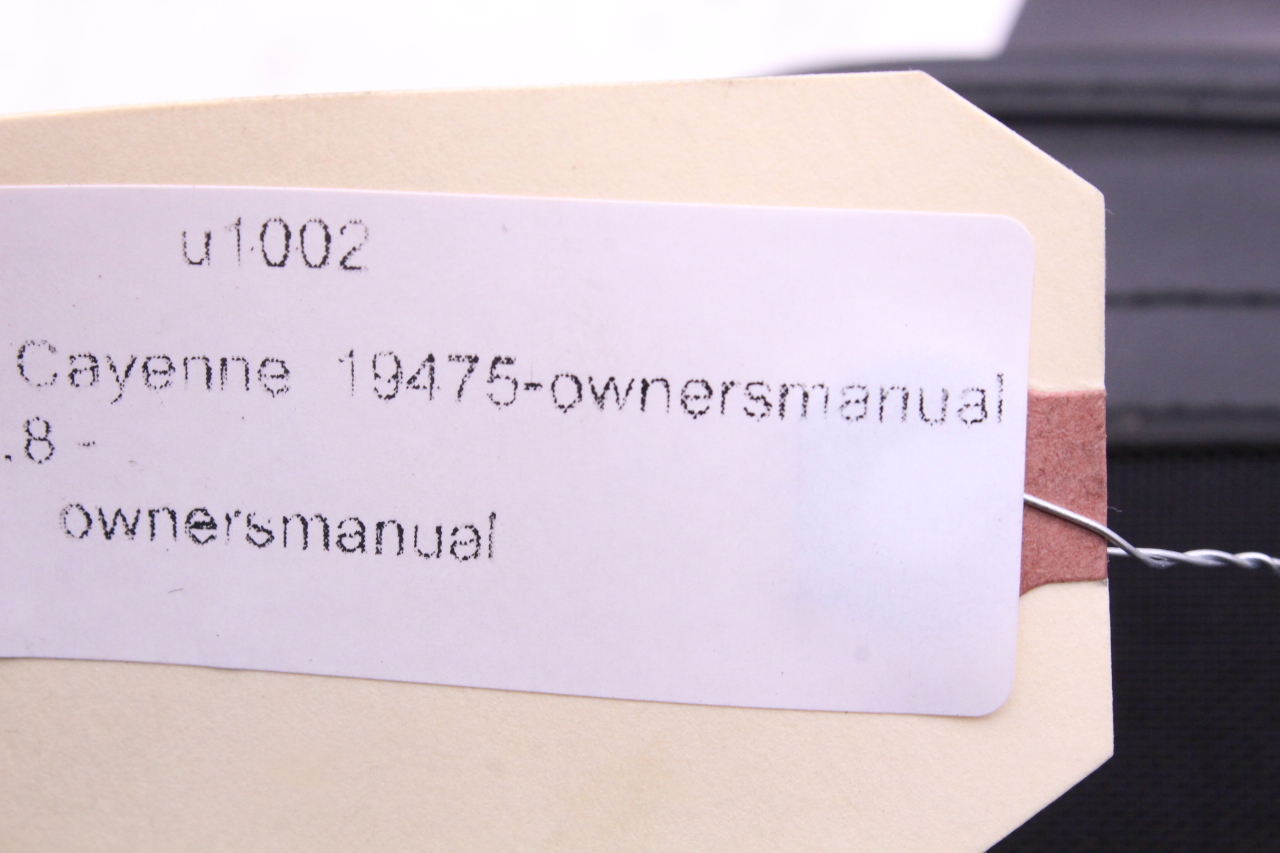 u1002
Cayenne 19475-ownersmanual
.8 -
ownersmanual